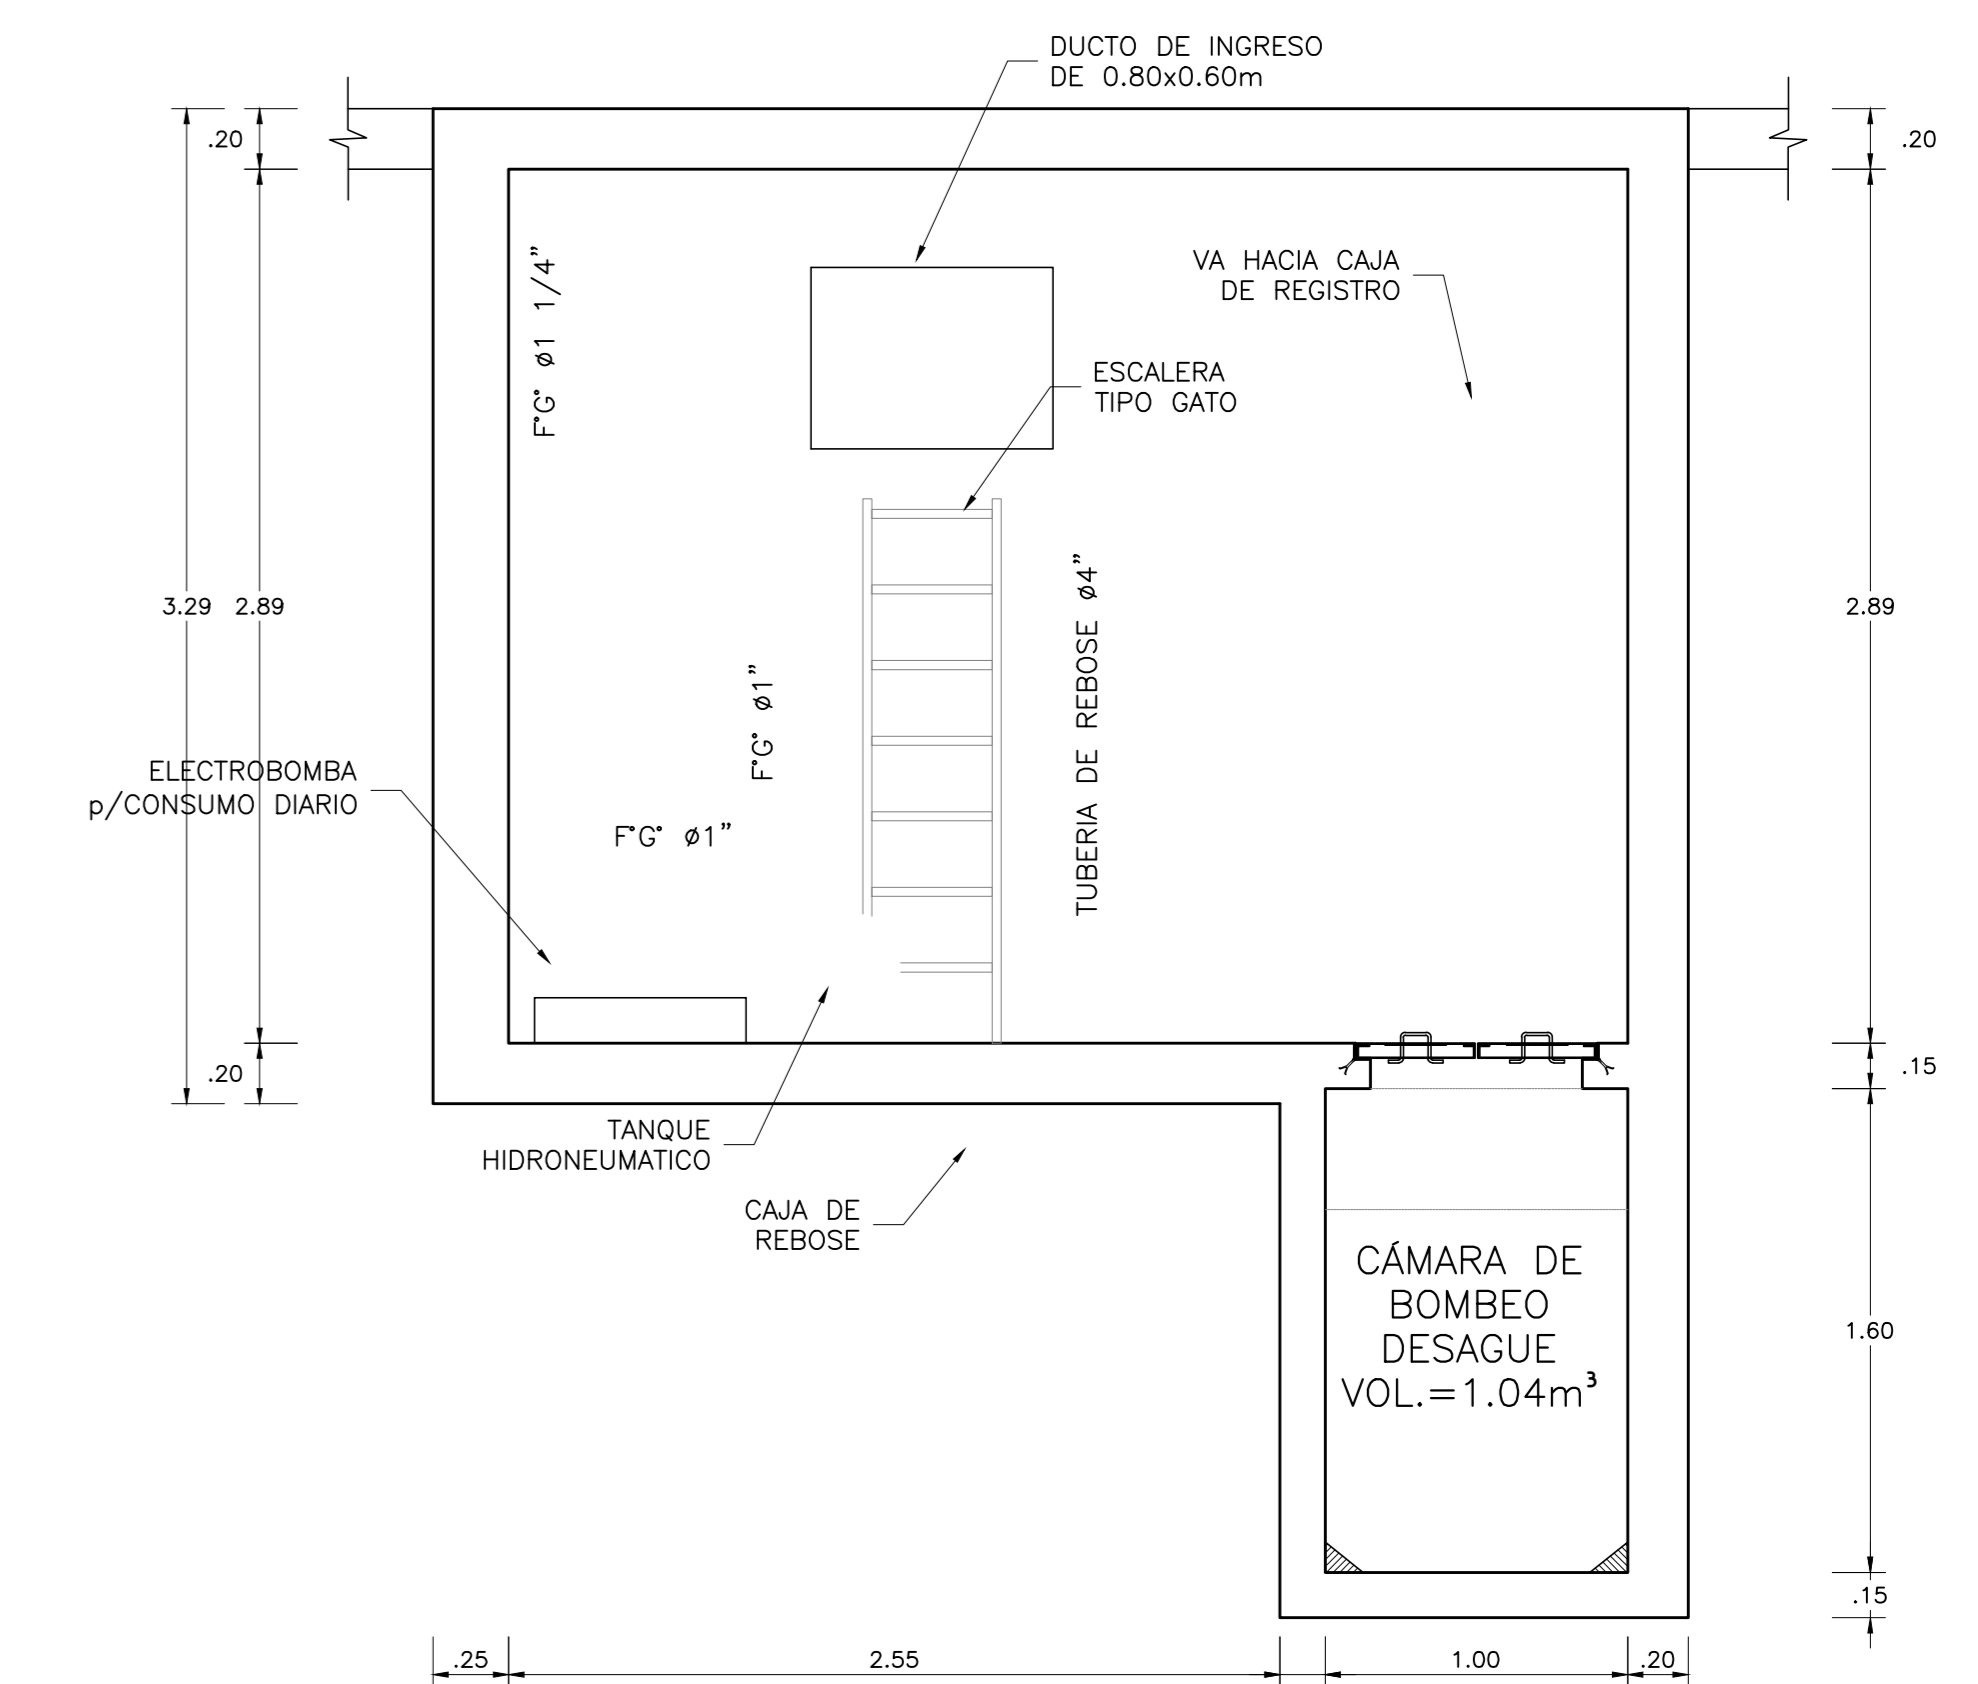 DUCTO DE INGRESO
DE 0.80x0.60m
.20
.20
VA HACIA CAJA
DE REGISTRO
F°G° ø1 1/4"
ESCALERA
TIPO GATO
3.29
2.89
2.89
TUBERIA DE REBOSE ø4"
F°G° ø1"
ELECTROBOMBA
p/CONSUMO DIARIO
F°G° ø1"
.20
.15
TANQUE
HIDRONEUMATICO
CAJA DE
REBOSE
CÁMARA DE
BOMBEO
DESAGUE
VOL.=1.04m³
1.60
.15
.25
2.55
1.00
.20